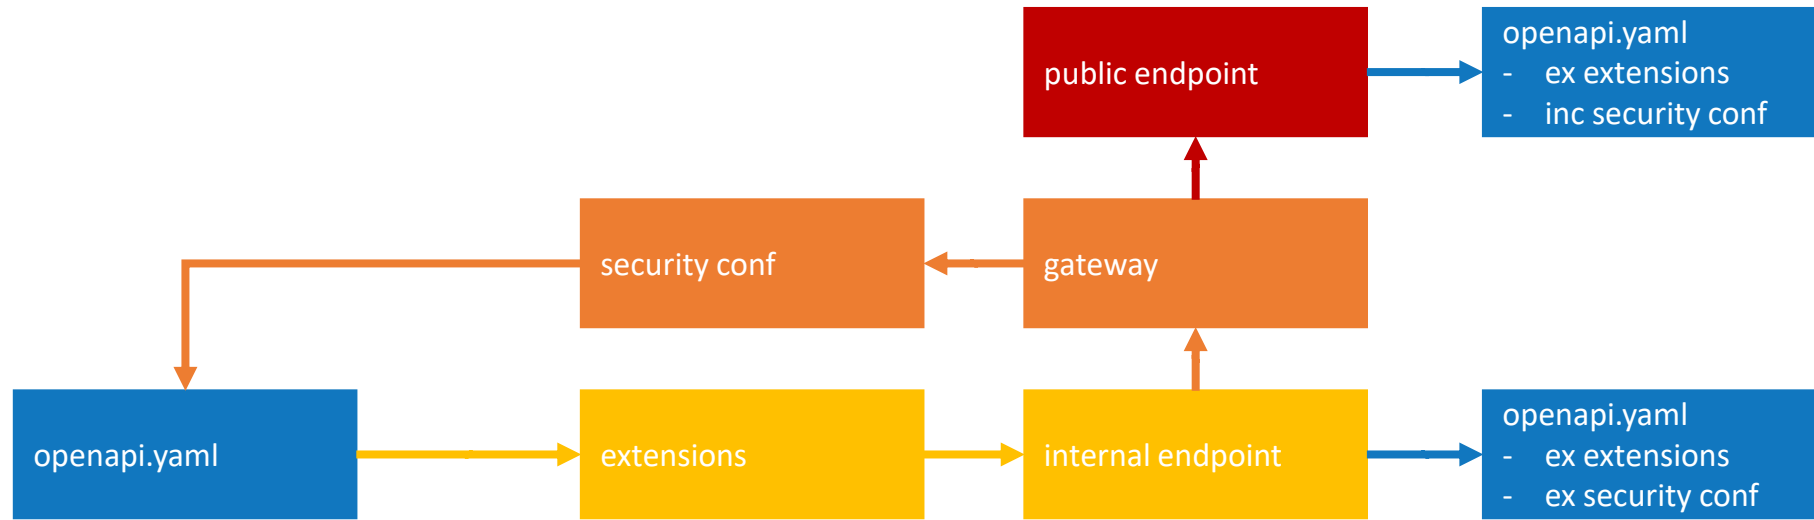 public endpoint
openapi.yaml
- ex extensions
- inc security conf
security conf
gateway
openapi.yaml
extensions
internal endpoint
openapi.yaml
- ex extensions
- ex security conf